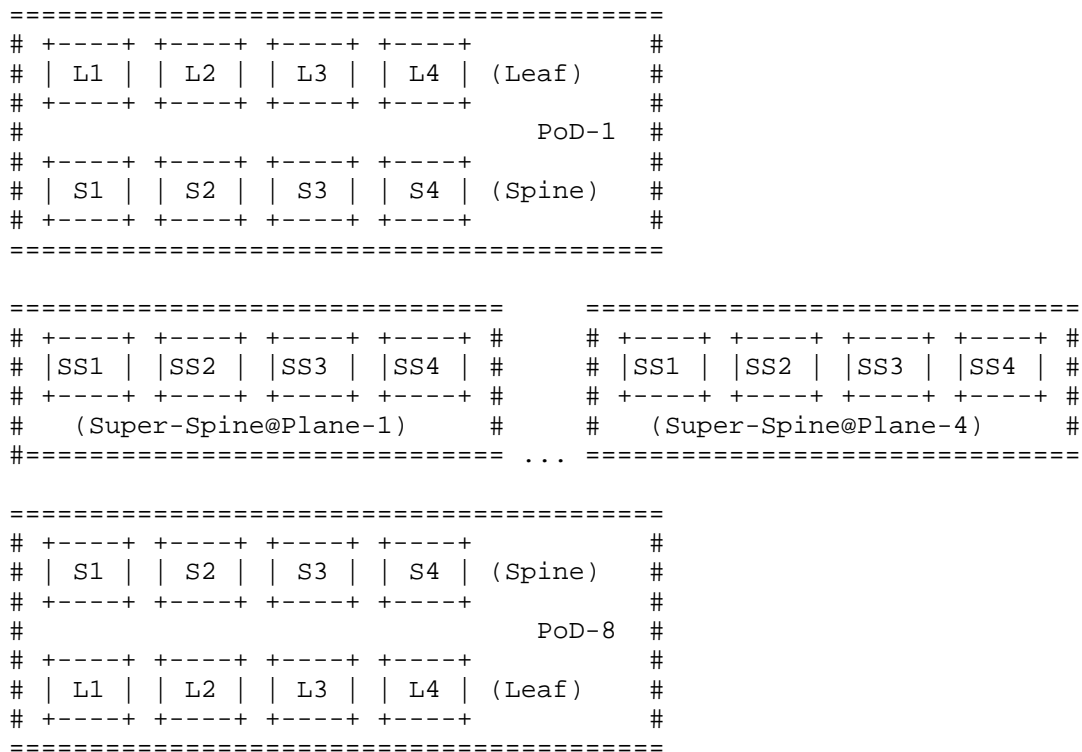 =========================================
# +----+ +----+ +----+ +----+           #
# | L1 | | L2 | | L3 | | L4 | (Leaf)    #
# +----+ +----+ +----+ +----+           #
#                                PoD-1  #
# +----+ +----+ +----+ +----+           #
# | S1 | | S2 | | S3 | | S4 | (Spine)   #
# +----+ +----+ +----+ +----+           #
=========================================

===============================     ===============================
# +----+ +----+ +----+ +----+ #     # +----+ +----+ +----+ +----+ #
# |SS1 | |SS2 | |SS3 | |SS4 | #     # |SS1 | |SS2 | |SS3 | |SS4 | #
# +----+ +----+ +----+ +----+ #     # +----+ +----+ +----+ +----+ #
#   (Super-Spine@Plane-1)     #     #   (Super-Spine@Plane-4)     #
#============================== ... ===============================

=========================================
# +----+ +----+ +----+ +----+           #
# | S1 | | S2 | | S3 | | S4 | (Spine)   #
# +----+ +----+ +----+ +----+           #
#                                PoD-8  #
# +----+ +----+ +----+ +----+           #
# | L1 | | L2 | | L3 | | L4 | (Leaf)    #
# +----+ +----+ +----+ +----+           #
=========================================